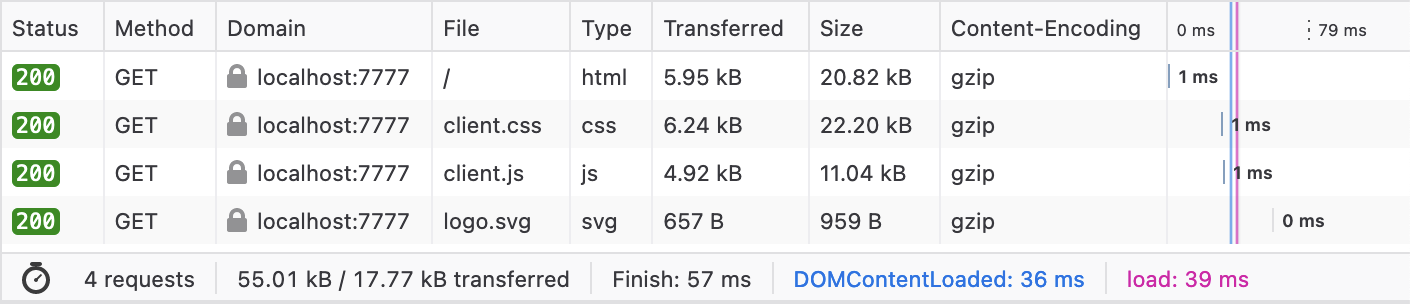 Status Method Domain File Type Transferred Size Content-Encoding 0 ms 79 ms
200 GET localhost:7777 / html 5.95 kB 20.82 kB gzip 1 ms
200 GET localhost:7777 client.css css 6.24 kB 22.20 kB gzip 1 ms
200 GET localhost:7777 client.js js 4.92 kB 11.04 kB gzip 1 ms
200 GET localhost:7777 logo.svg svg 657 B 959 B gzip 0 ms
4 requests 55.01 kB / 17.77 kB transferred Finish: 57 ms DOMContentLoaded: 36 ms load: 39 ms